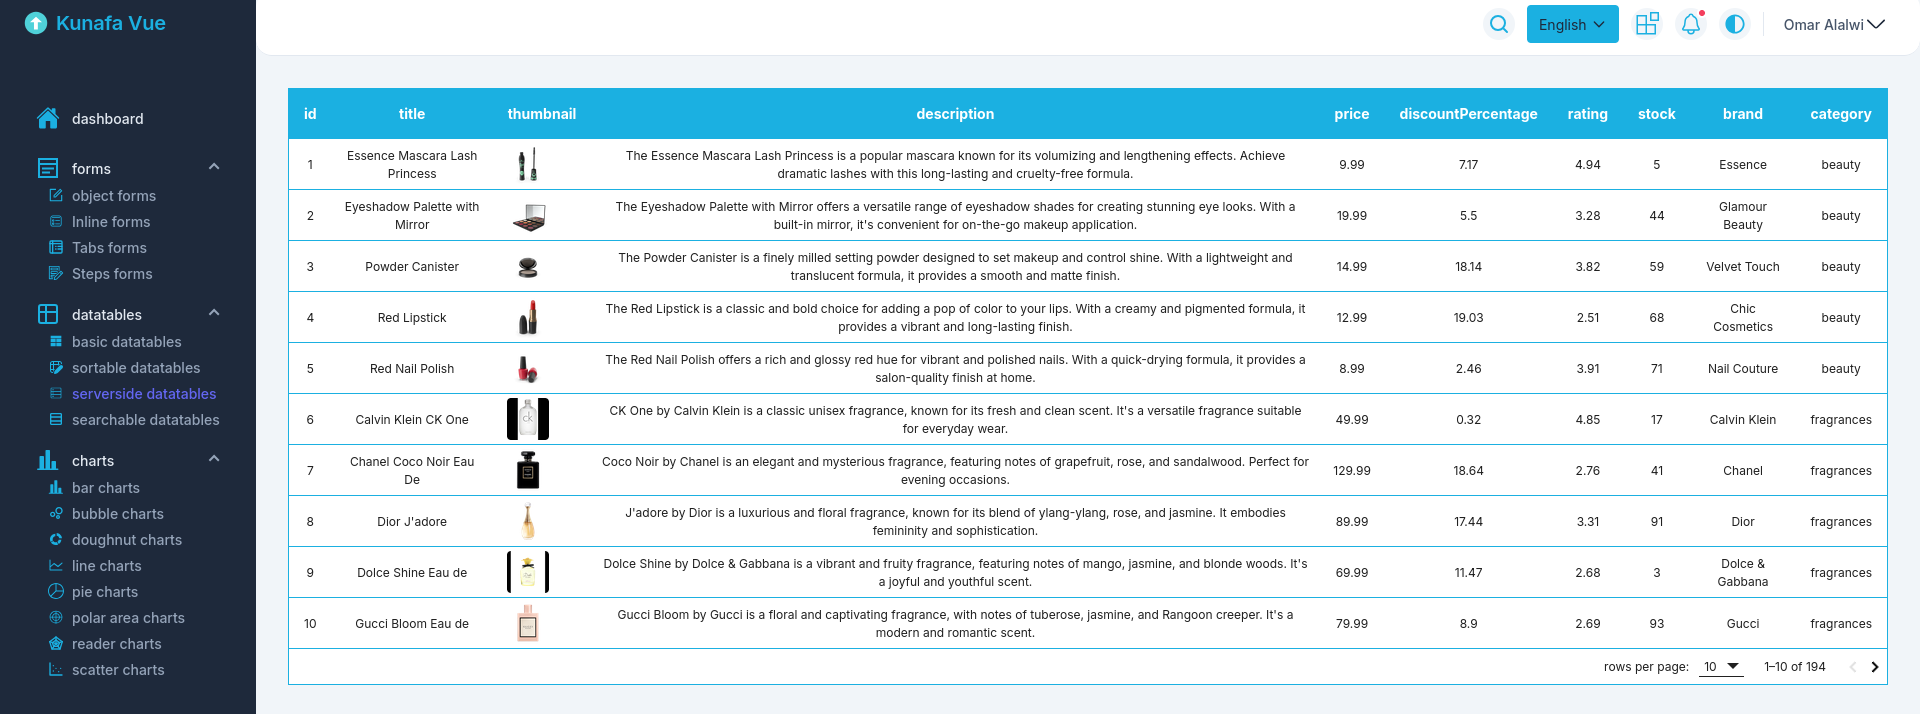 Kunafa Vue
English
Omar Alalwi
dashboard
forms
object forms
Inline forms
Tabs forms
Steps forms
datatables
basic datatables
sortable datatables
serverside datatables
searchable datatables
charts
bar charts
bubble charts
doughnut charts
line charts
pie charts
polar area charts
reader charts
scatter charts
id title thumbnail description price discountPercentage rating stock brand category
1 Essence Mascara Lash Princess The Essence Mascara Lash Princess is a popular mascara known for its volumizing and lengthening effects. Achieve dramatic lashes with this long-lasting and cruelty-free formula. 9.99 7.17 4.94 5 Essence beauty
2 Eyeshadow Palette with Mirror The Eyeshadow Palette with Mirror offers a versatile range of eyeshadow shades for creating stunning eye looks. With a built-in mirror, it's convenient for on-the-go makeup application. 19.99 5.5 3.28 44 Glamour Beauty beauty
3 Powder Canister The Powder Canister is a finely milled setting powder designed to set makeup and control shine. With a lightweight and translucent formula, it provides a smooth and matte finish. 14.99 18.14 3.82 59 Velvet Touch beauty
4 Red Lipstick The Red Lipstick is a classic and bold choice for adding a pop of color to your lips. With a creamy and pigmented formula, it provides a vibrant and long-lasting finish. 12.99 19.03 2.51 68 Chic Cosmetics beauty
5 Red Nail Polish The Red Nail Polish offers a rich and glossy red hue for vibrant and polished nails. With a quick-drying formula, it provides a salon-quality finish at home. 8.99 2.46 3.91 71 Nail Couture beauty
6 Calvin Klein CK One CK One by Calvin Klein is a classic unisex fragrance, known for its fresh and clean scent. It's a versatile fragrance suitable for everyday wear. 49.99 0.32 4.85 17 Calvin Klein fragrances
7 Chanel Coco Noir Eau De Coco Noir by Chanel is an elegant and mysterious fragrance, featuring notes of grapefruit, rose, and sandalwood. Perfect for evening occasions. 129.99 18.64 2.76 41 Chanel fragrances
8 Dior J'adore J'adore by Dior is a luxurious and floral fragrance, known for its blend of ylang-ylang, rose, and jasmine. It embodies femininity and sophistication. 89.99 17.44 3.31 91 Dior fragrances
9 Dolce Shine Eau de Dolce Shine by Dolce & Gabbana is a vibrant and fruity fragrance, featuring notes of mango, jasmine, and blonde woods. It's a joyful and youthful scent. 69.99 11.47 2.68 3 Dolce & Gabbana fragrances
10 Gucci Bloom Eau de Gucci Bloom by Gucci is a floral and captivating fragrance, with notes of tuberose, jasmine, and Rangoon creeper. It's a modern and romantic scent. 79.99 8.9 2.69 93 Gucci fragrances
rows per page: 10 1–10 of 194